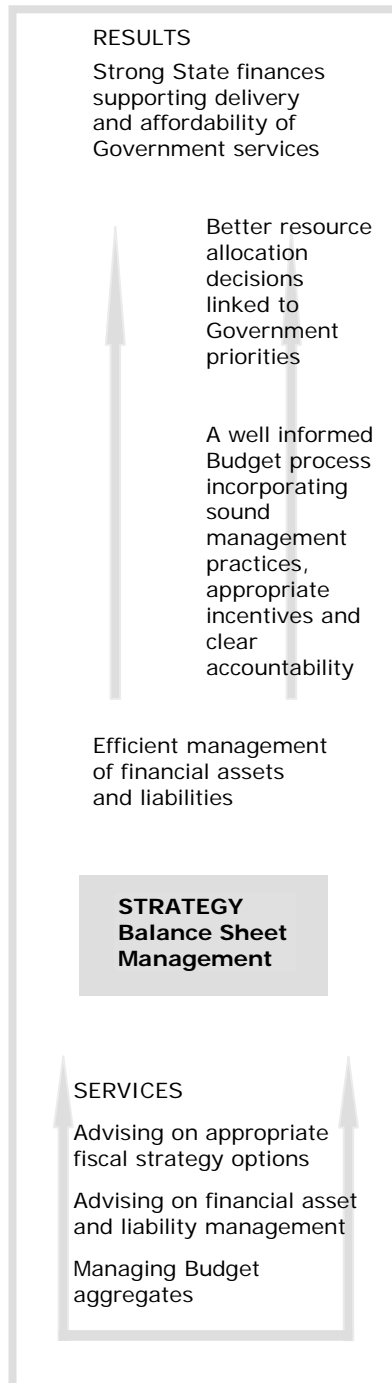 RESULTS
Strong State finances
supporting delivery
and affordability of
Government services
Better resource
allocation
decisions
linked to
Government
priorities
A well informed
Budget process
incorporating
sound
management
practices,
appropriate
incentives and
clear
accountability
Efficient management
of financial assets
and liabilities
STRATEGY
Balance Sheet
Management
SERVICES
Advising on appropriate
fiscal strategy options
Advising on financial asset
and liability management
Managing Budget
aggregates